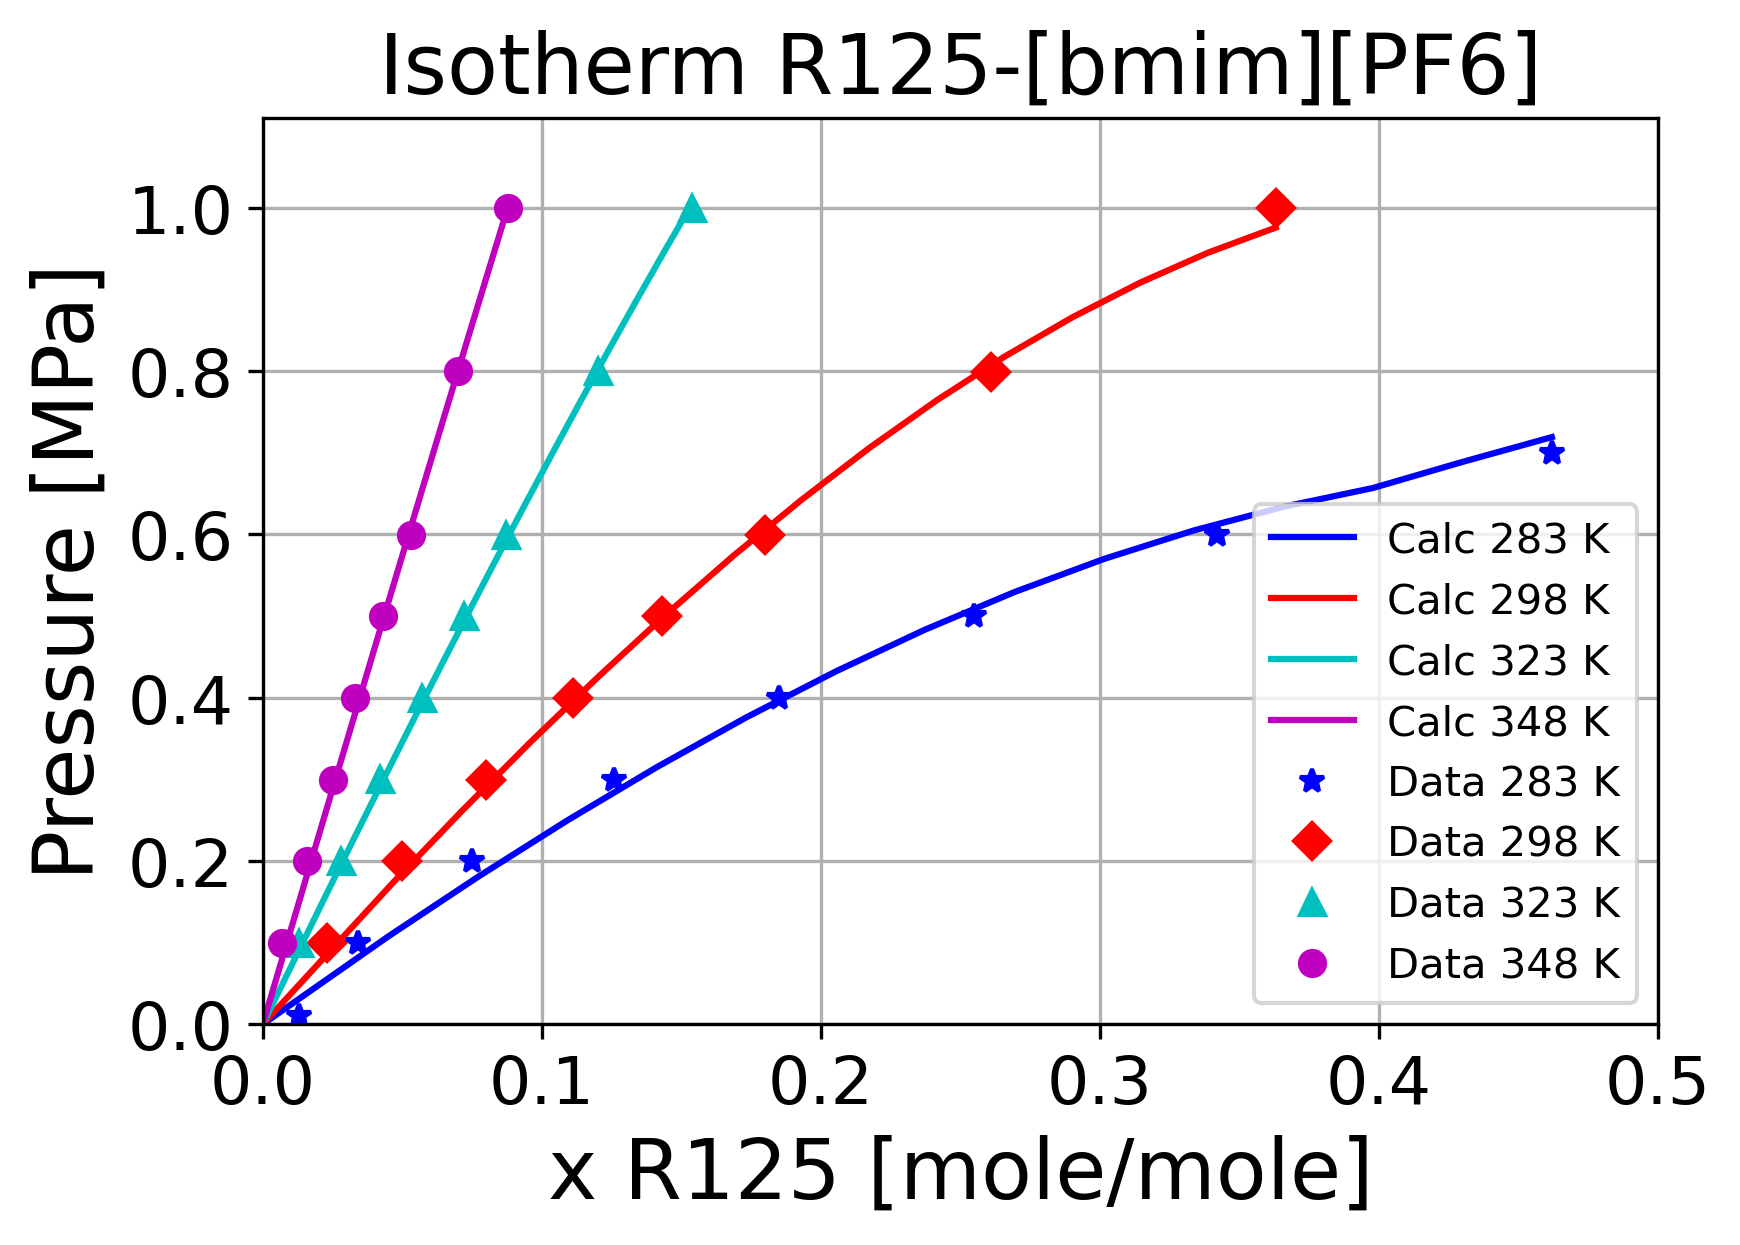 Isotherm R125-[bmim][PF6]
Pressure [MPa]
1.0
0.8
0.6
0.4
0.2
0.0
0.0 0.1 0.2 0.3 0.4 0.5
x R125 [mole/mole]
Calc 283 K
Calc 298 K
Calc 323 K
Calc 348 K
Data 283 K
Data 298 K
Data 323 K
Data 348 K